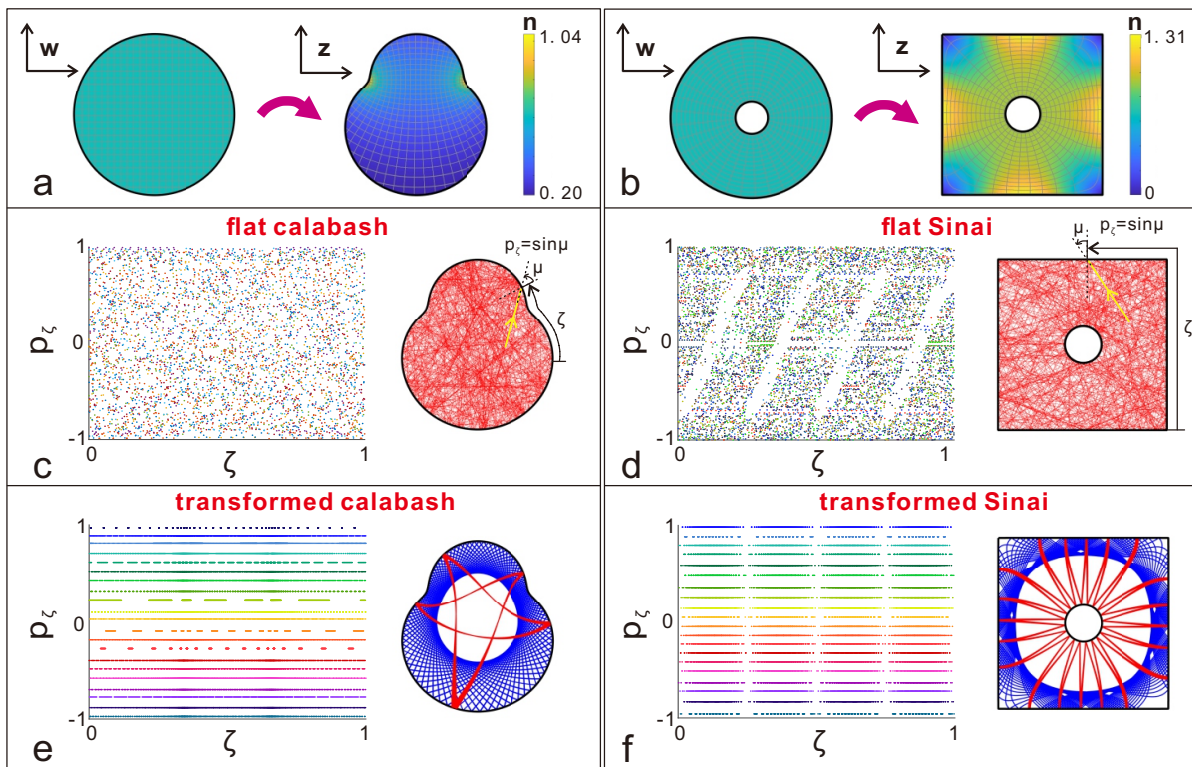 w
z
n
1.04
0.20
a
w
z
n
1.31
0
b
flat calabash
1
0
-1
pζ
0
ζ
1
pζ=sinμ
μ
ζ
c
flat Sinai
1
0
-1
pζ
0
ζ
1
μ
pζ=sinμ
ζ
d
transformed calabash
1
0
-1
pζ
0
ζ
1
e
transformed Sinai
1
0
-1
pζ
0
ζ
1
f